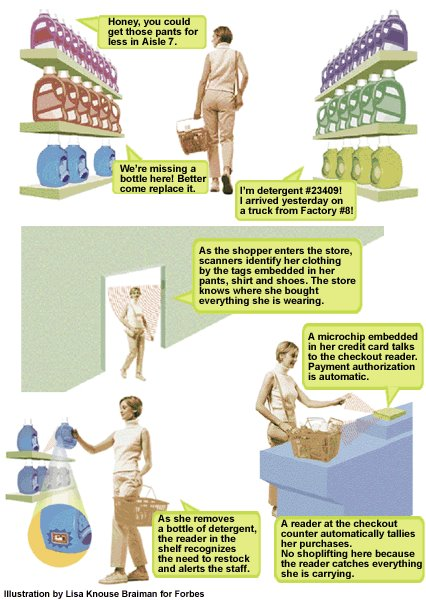 Honey, you could
get those pants for
less in Aisle 7.
We're missing a
bottle here! Better
come replace it.
I'm detergent #23409!
I arrived yesterday on
a truck from Factory #8!
As the shopper enters the store,
scanners identify her clothing
by the tags embedded in her
pants, shirt and shoes. The store
knows where she bought
everything she is wearing.
A microchip embedded
in her credit card talks
to the checkout reader.
Payment authorization
is automatic.
As she removes
a bottle of detergent,
the reader in the
shelf recognizes
the need to restock
and alerts the staff.
A reader at the checkout
counter automatically tallies
her purchases.
No shoplifting here because
the reader catches everything
she is carrying.
Illustration by Lisa Knouse Braiman for Forbes